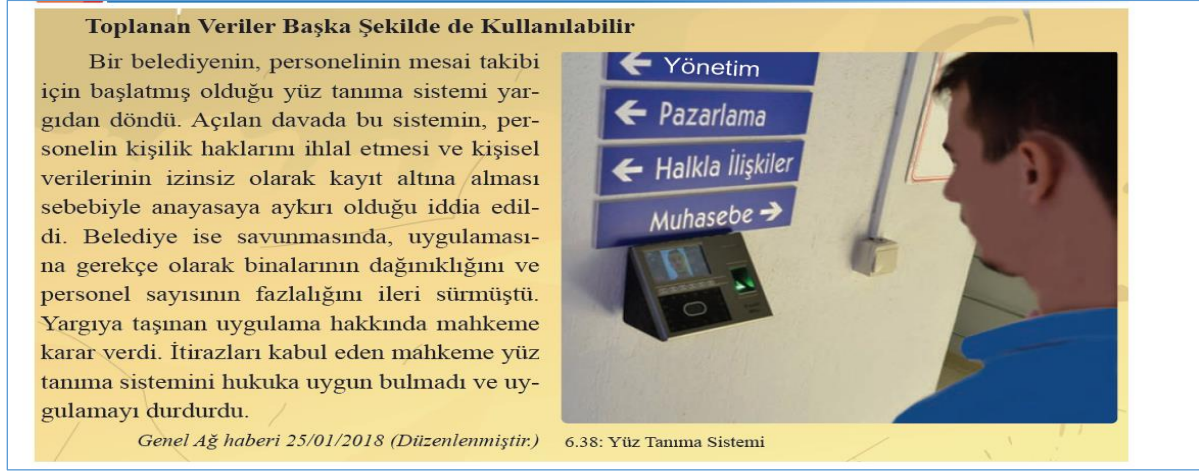 Toplanan Veriler Başka Şekilde de Kullanılabilir
Bir belediyenin, personelinin mesai takibi
için başlatmış olduğu yüz tanıma sistemi yar-
gıdan döndü. Açılan davada bu sistemin, per-
sonelin kişilik haklarını ihlal etmesi ve kişisel
verilerinin izinsiz olarak kayıt altına alması
sebebiyle anayasaya aykırı olduğu iddia edil-
di. Belediye ise savunmasında, uygulaması-
na gerekçe olarak binalarının dağınıklığını ve
personel sayısının fazlalığını ileri sürmüştü.
Yargıya taşınan uygulama hakkında mahkeme
karar verdi. İtirazları kabul eden mahkeme yüz
tanıma sistemini hukuka uygun bulmadı ve uy-
gulamayı durdurdu.
Genel Ağ haberi 25/01/2018 (Düzenlenmiştir.)
← Yönetim
← Pazarlama
← Halkla İlişkiler
Muhasebe →
6.38: Yüz Tanıma Sistemi